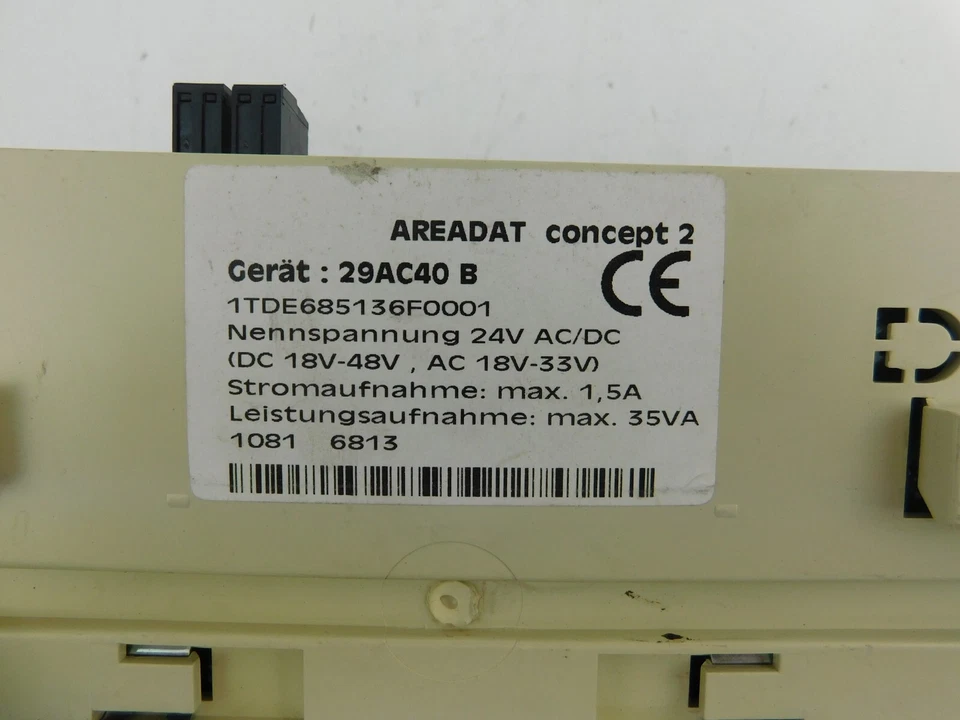 AREADAT concept 2
Gerät : 29AC40 B
CE
1TDE685136F0001
Nennspannung 24V AC/DC
(DC 18V-48V , AC 18V-33V)
Stromaufnahme: max. 1,5A
Leistungsaufnahme: max. 35VA
1081 6813